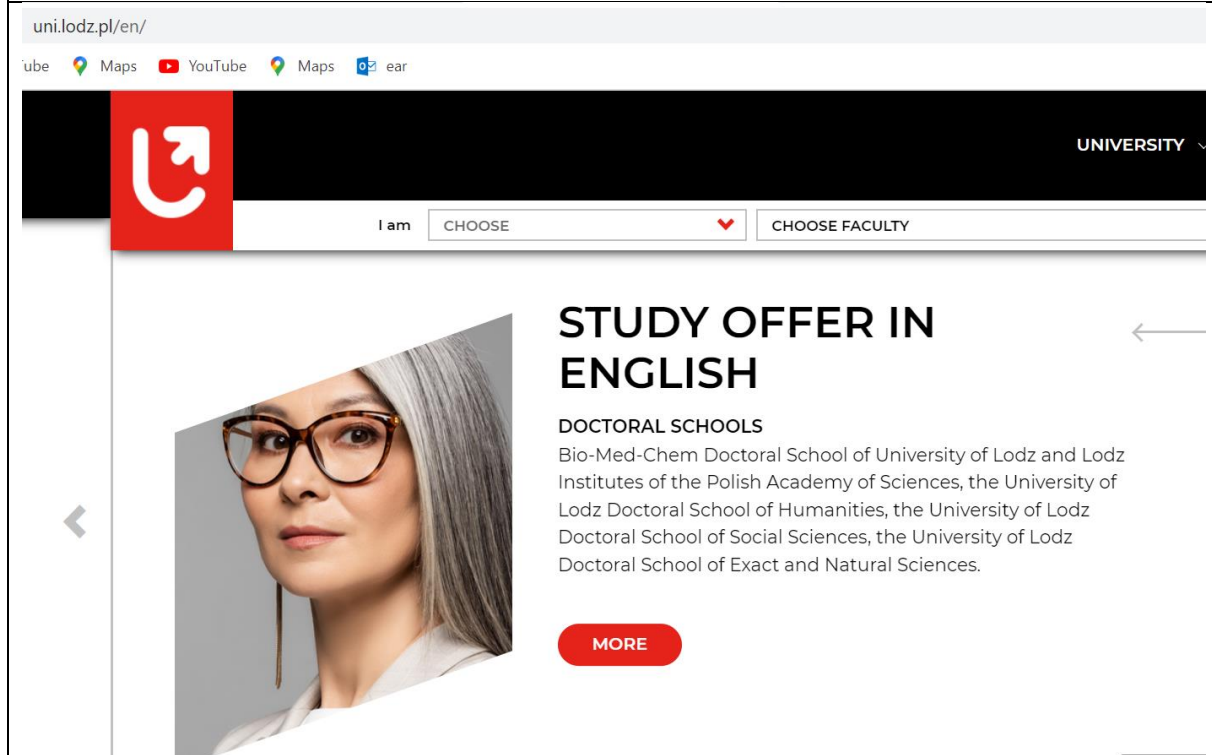 uni.lodz.pl/en/
ube Maps YouTube Maps ear
UNIVERSITY
I am CHOOSE CHOOSE FACULTY
STUDY OFFER IN
ENGLISH
DOCTORAL SCHOOLS
Bio-Med-Chem Doctoral School of University of Lodz and Lodz
Institutes of the Polish Academy of Sciences, the University of
Lodz Doctoral School of Humanities, the University of Lodz
Doctoral School of Social Sciences, the University of Lodz
Doctoral School of Exact and Natural Sciences.
MORE